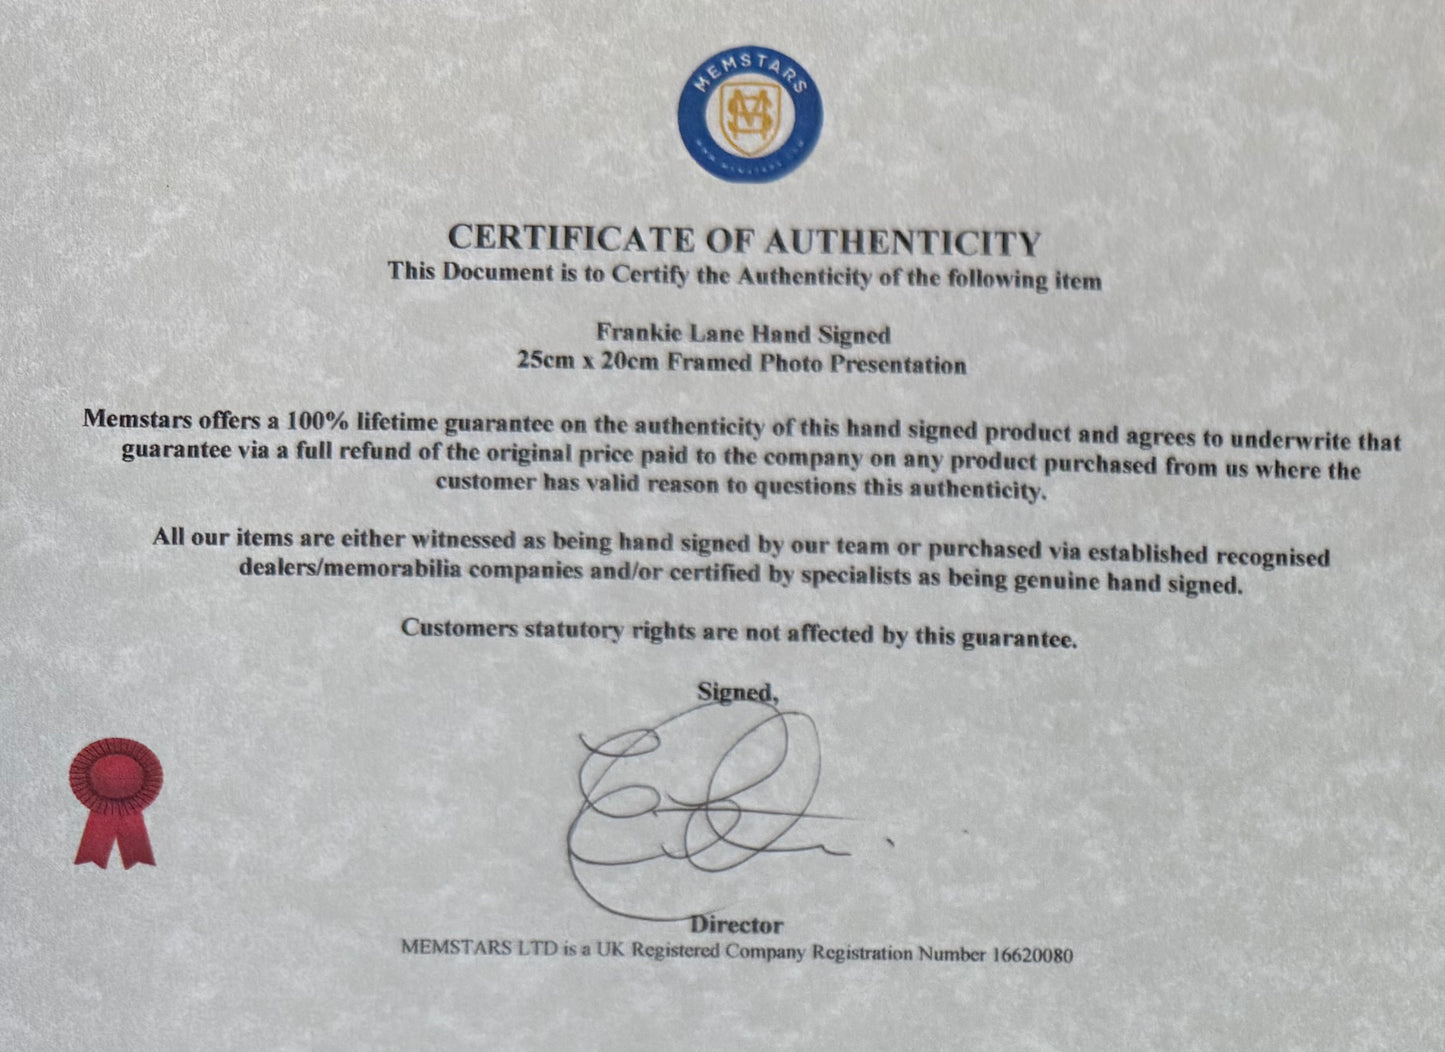 MEMSTARS
MS
WWW.MEMSTARS.COM
CERTIFICATE OF AUTHENTICITY
This Document is to Certify the Authenticity of the following item
Frankie Lane Hand Signed
25cm x 20cm Framed Photo Presentation
Memstars offers a 100% lifetime guarantee on the authenticity of this hand signed product and agrees to underwrite that
guarantee via a full refund of the original price paid to the company on any product purchased from us where the
customer has valid reason to questions this authenticity.
All our items are either witnessed as being hand signed by our team or purchased via established recognised
dealers/memorabilia companies and/or certified by specialists as being genuine hand signed.
Customers statutory rights are not affected by this guarantee.
Signed,
Director
MEMSTARS LTD is a UK Registered Company Registration Number 16620080